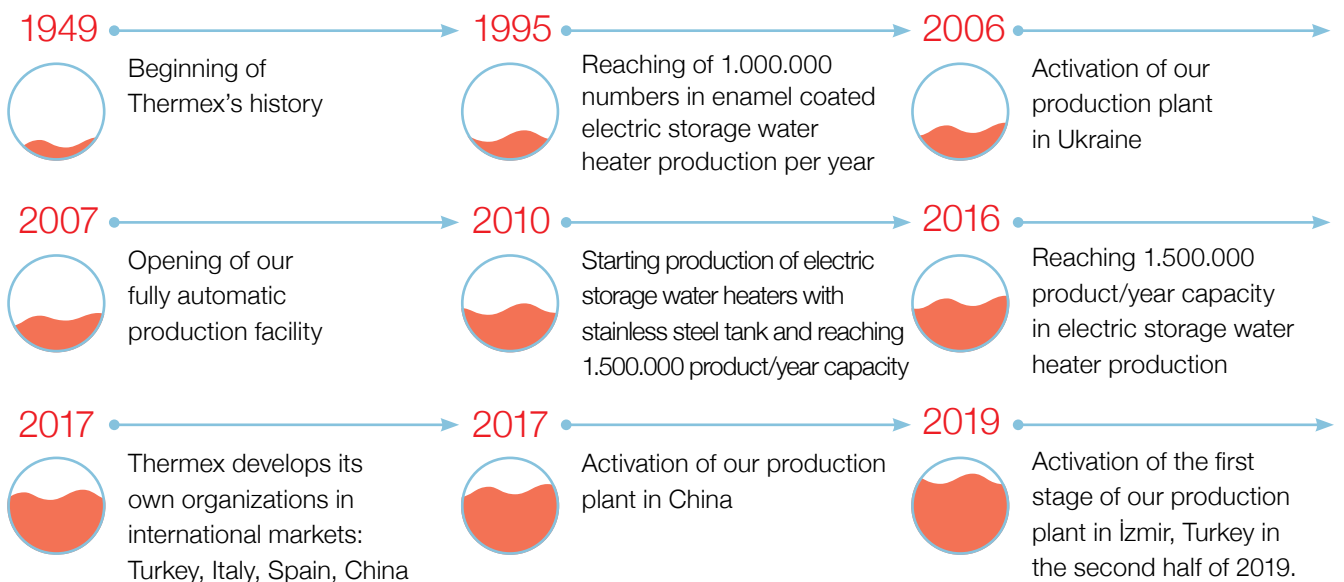 1949
Beginning of
Thermex’s history
1995
Reaching of 1.000.000
numbers in enamel coated
electric storage water
heater production per year
2006
Activation of our
production plant
in Ukraine
2007
Opening of our
fully automatic
production facility
2010
Starting production of electric
storage water heaters with
stainless steel tank and reaching
1.500.000 product/year capacity
2016
Reaching 1.500.000
product/year capacity
in electric storage water
heater production
2017
Thermex develops its
own organizations in
international markets:
Turkey, Italy, Spain, China
2017
Activation of our production
plant in China
2019
Activation of the first
stage of our production
plant in İzmir, Turkey in
the second half of 2019.